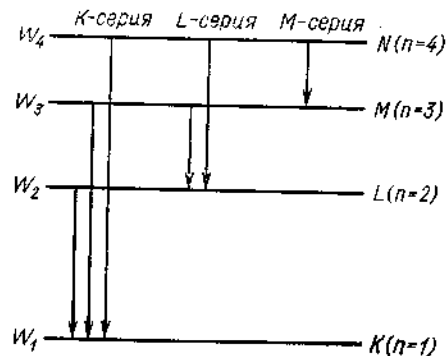 K-серия L-серия M-серия
W₄ N(n=4)
W₃ M(n=3)
W₂ L(n=2)
W₁ K(n=1)